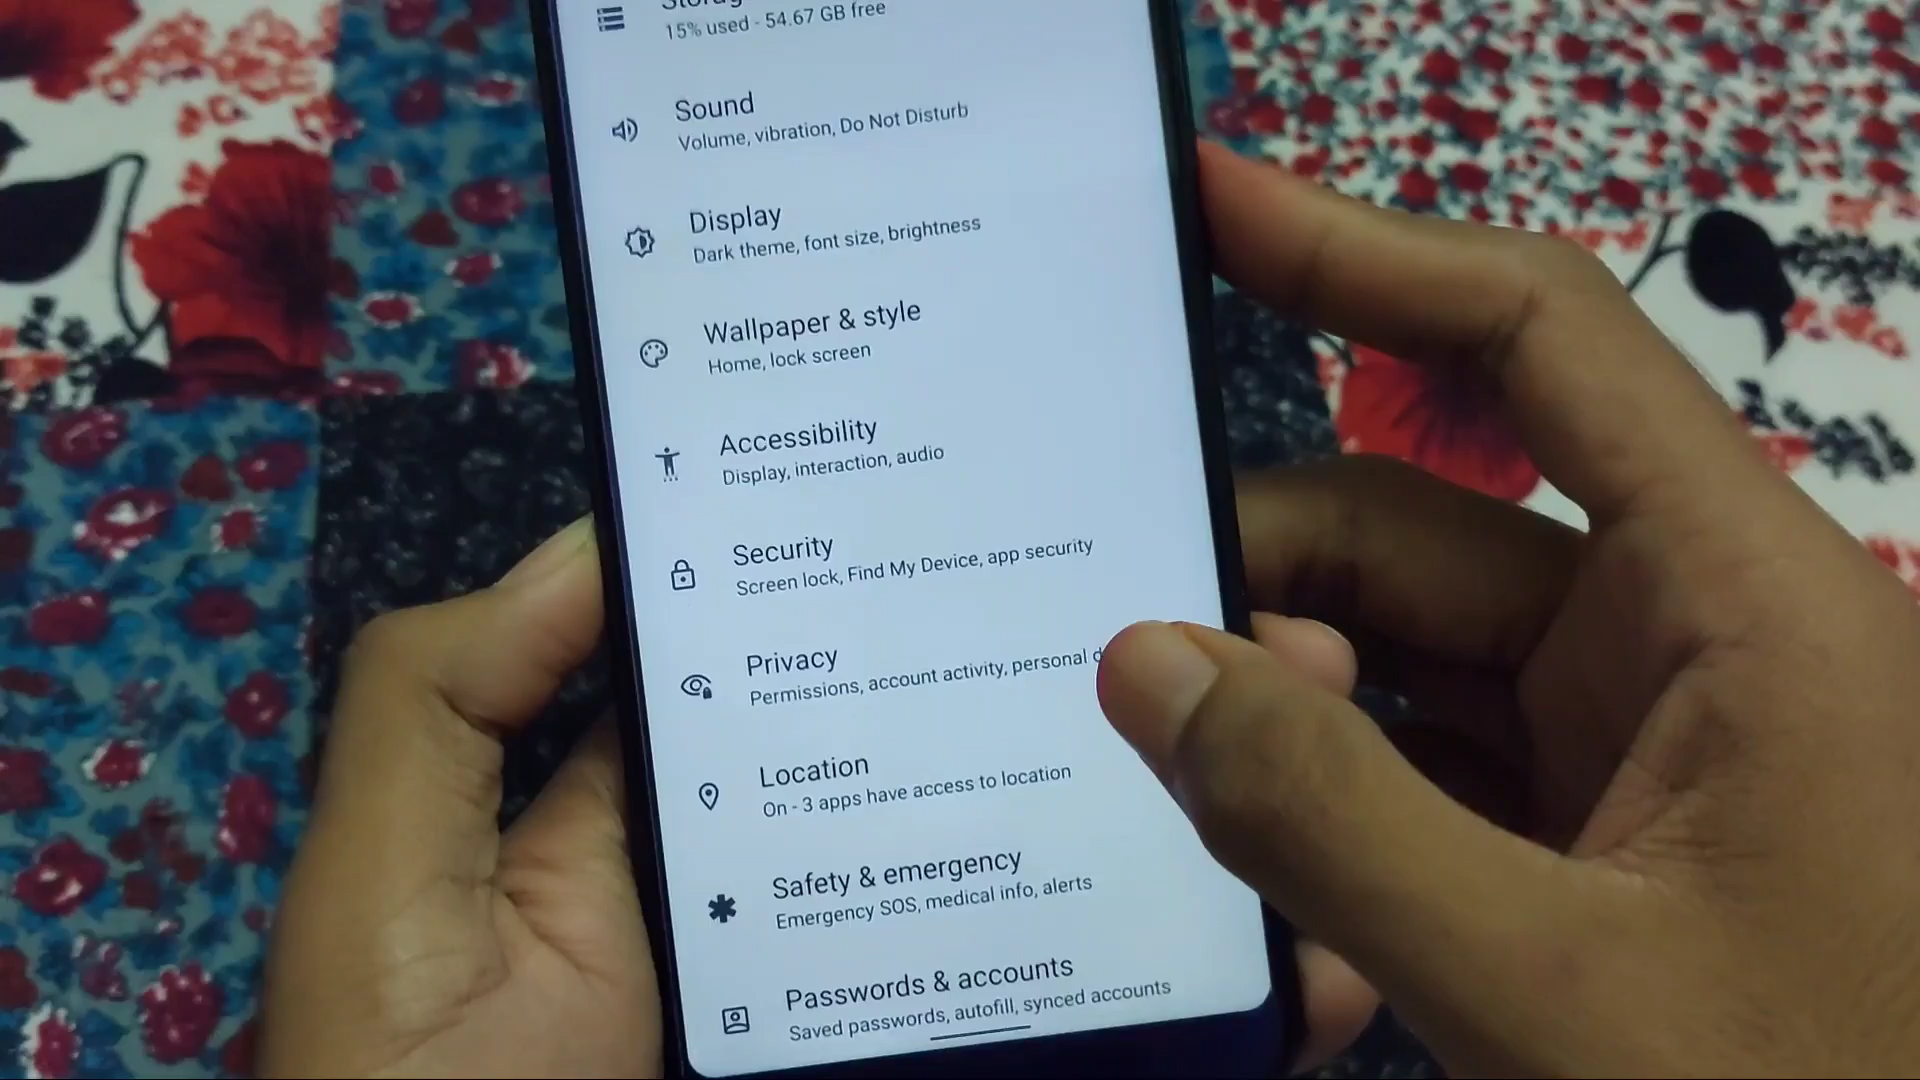 15% used - 54.67 GB free
Sound
Volume, vibration, Do Not Disturb
Display
Dark theme, font size, brightness
Wallpaper & style
Home, lock screen
Accessibility
Display, interaction, audio
Security
Screen lock, Find My Device, app security
Privacy
Permissions, account activity, personal
Location
On - 3 apps have access to location
Safety & emergency
Emergency SOS, medical info, alerts
Passwords & accounts
Saved passwords, autofill, synced accounts